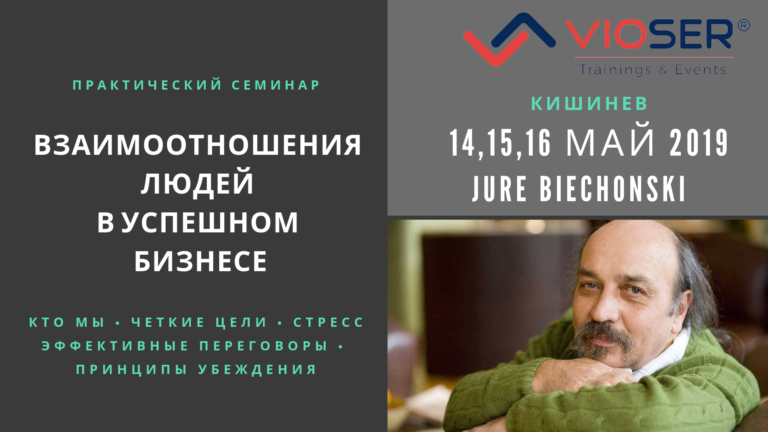 ПРАКТИЧЕСКИЙ СЕМИНАР
ВЗАИМООТНОШЕНИЯ
ЛЮДЕЙ
В УСПЕШНОМ
БИЗНЕСЕ
КТО МЫ • ЧЕТКИЕ ЦЕЛИ • СТРЕСС
ЭФФЕКТИВНЫЕ ПЕРЕГОВОРЫ •
ПРИНЦИПЫ УБЕЖДЕНИЯ
VIOSER®
Trainings & Events
КИШИНЕВ
14,15,16 МАЙ 2019
JURE BIECHONSKI